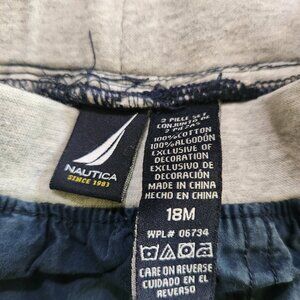 NAUTICA
SINCE 1983
2 PIECE SET
CONJUNTO DE
2 PIEZAS
100% COTTON
100% ALGODÓN
EXCLUSIVE OF
DECORATION
EXCLUSIVO DE
DECORACIÓN
MADE IN CHINA
HECHO EN CHINA
18M
WPL# 06734
CARE ON REVERSE
CUIDADO EN EL
REVERSO